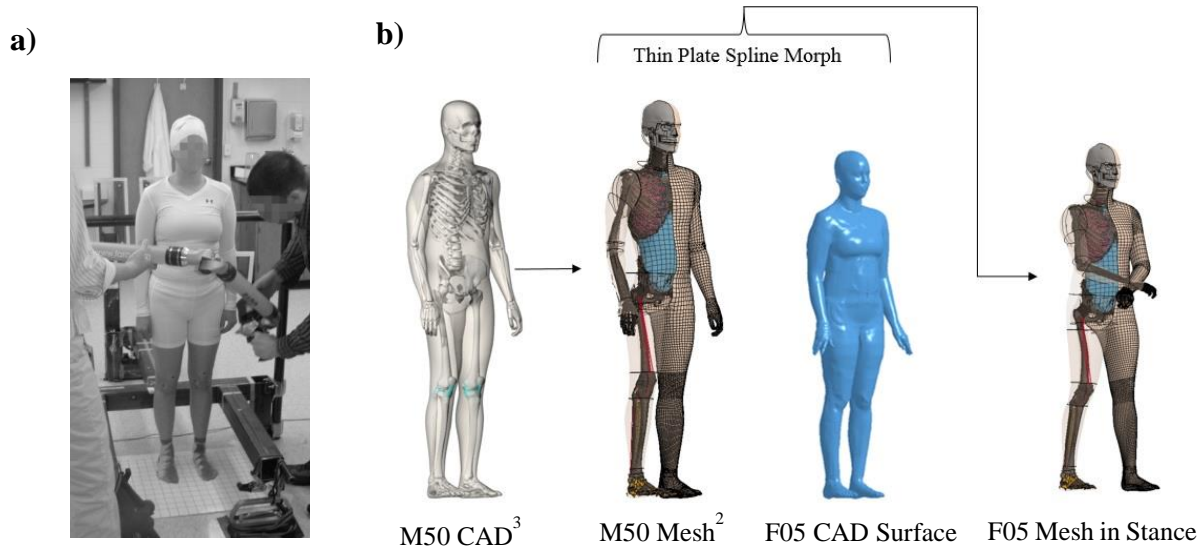 a)
b)
Thin Plate Spline Morph
M50 CAD³
M50 Mesh²
F05 CAD Surface
F05 Mesh in Stance